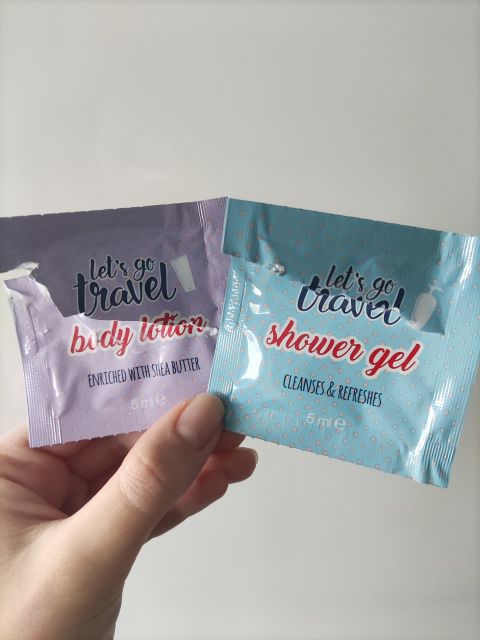 let's go
travel
body lotion
ENRICHED WITH SHEA BUTTER
5 ml e
let's go
travel
shower gel
CLEANSES & REFRESHES
5 ml e